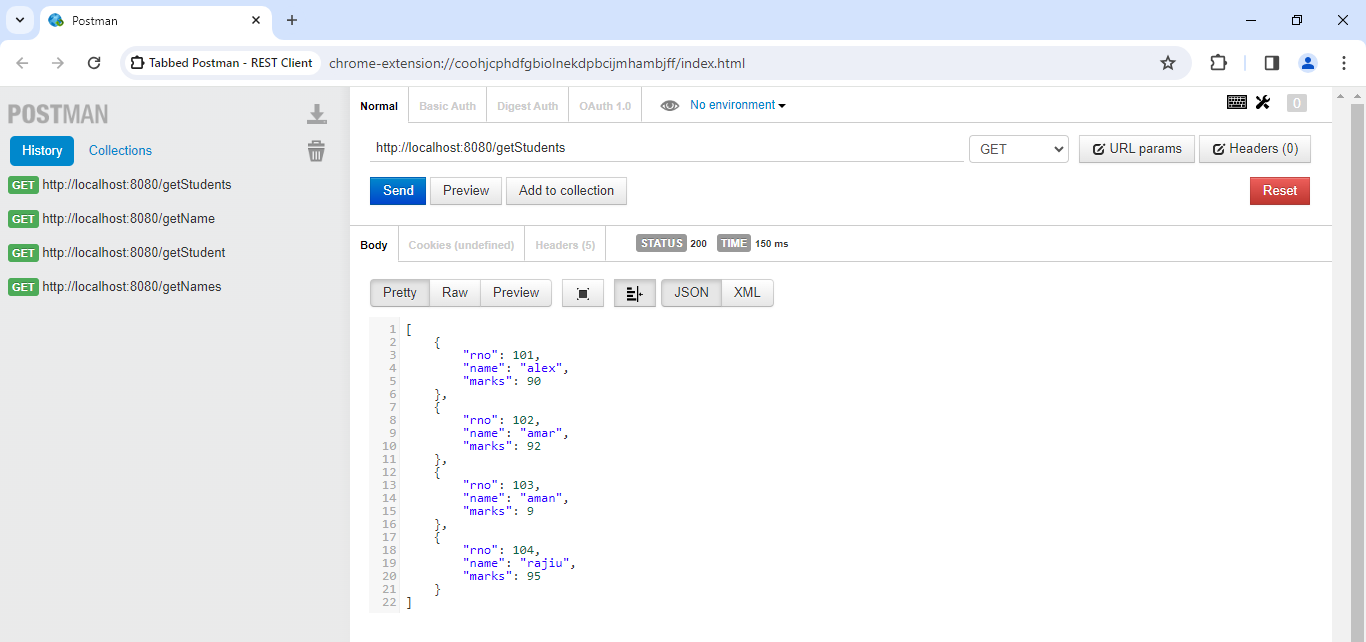 Postman
Tabbed Postman - REST Client chrome-extension://coohjcphdfgbiolnekdpbcijmhambjff/index.html
POSTMAN
History Collections
GET http://localhost:8080/getStudents
GET http://localhost:8080/getName
GET http://localhost:8080/getStudent
GET http://localhost:8080/getNames
Normal Basic Auth Digest Auth OAuth 1.0 No environment 0
http://localhost:8080/getStudents GET URL params Headers (0)
Send Preview Add to collection Reset
Body Cookies (undefined) Headers (5) STATUS 200 TIME 150 ms
Pretty Raw Preview JSON XML
1 [
2 {
3 "rno": 101,
4 "name": "alex",
5 "marks": 90
6 },
7 {
8 "rno": 102,
9 "name": "amar",
10 "marks": 92
11 },
12 {
13 "rno": 103,
14 "name": "aman",
15 "marks": 9
16 },
17 {
18 "rno": 104,
19 "name": "rajiu",
20 "marks": 95
21 }
22 ]